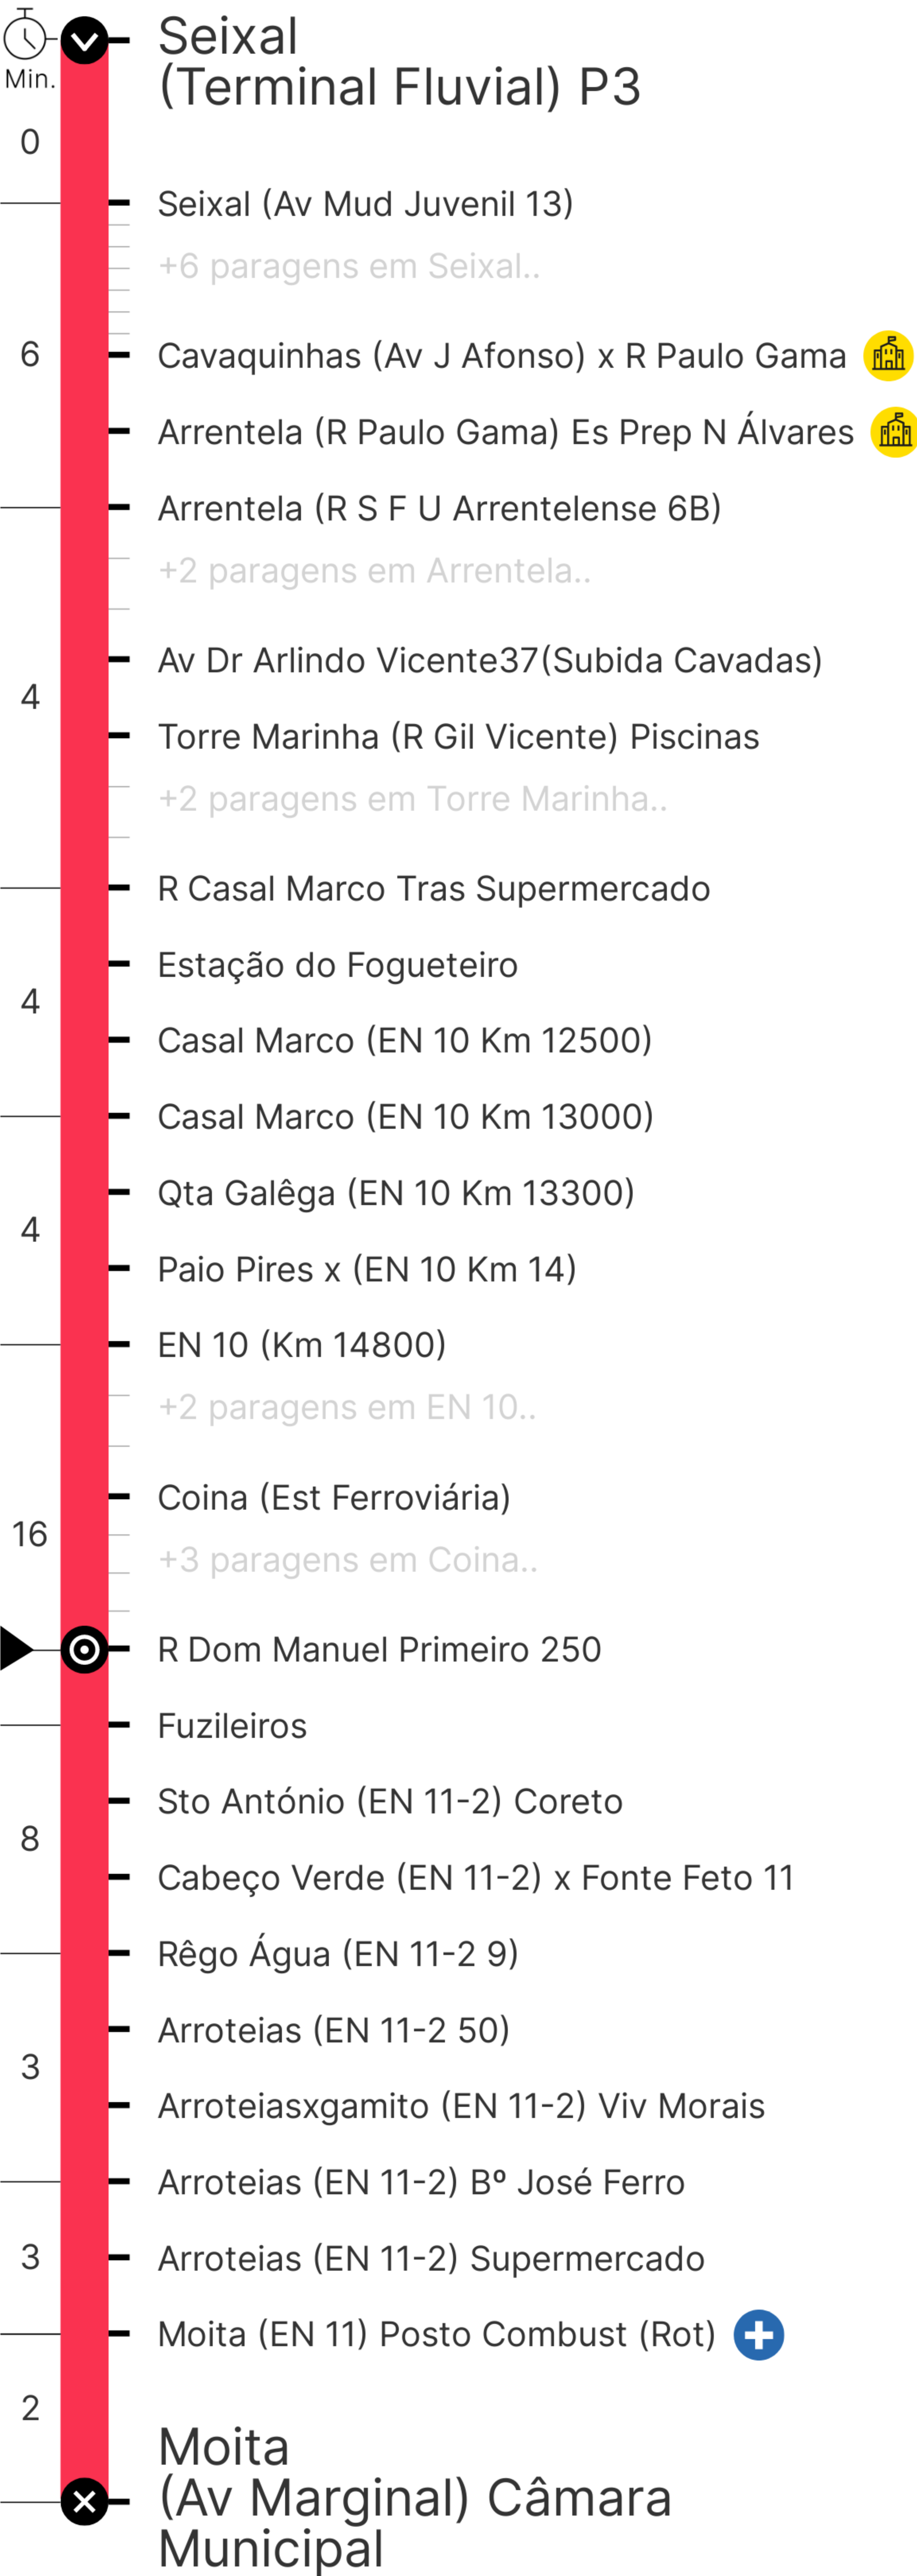 Seixal
(Terminal Fluvial) P3
Min.
0
Seixal (Av Mud Juvenil 13)
+6 paragens em Seixal..
6
Cavaquinhas (Av J Afonso) x R Paulo Gama
Arrentela (R Paulo Gama) Es Prep N Álvares
Arrentela (R S F U Arrentelense 6B)
+2 paragens em Arrentela..
Av Dr Arlindo Vicente37(Subida Cavadas)
4
Torre Marinha (R Gil Vicente) Piscinas
+2 paragens em Torre Marinha..
R Casal Marco Tras Supermercado
Estação do Fogueteiro
4
Casal Marco (EN 10 Km 12500)
Casal Marco (EN 10 Km 13000)
Qta Galêga (EN 10 Km 13300)
4
Paio Pires x (EN 10 Km 14)
EN 10 (Km 14800)
+2 paragens em EN 10..
Coina (Est Ferroviária)
16
+3 paragens em Coina..
R Dom Manuel Primeiro 250
Fuzileiros
Sto António (EN 11-2) Coreto
8
Cabeço Verde (EN 11-2) x Fonte Feto 11
Rêgo Água (EN 11-2 9)
Arroteias (EN 11-2 50)
3
Arroteiasxgamito (EN 11-2) Viv Morais
Arroteias (EN 11-2) Bº José Ferro
3
Arroteias (EN 11-2) Supermercado
Moita (EN 11) Posto Combust (Rot)
2
Moita
(Av Marginal) Câmara
Municipal